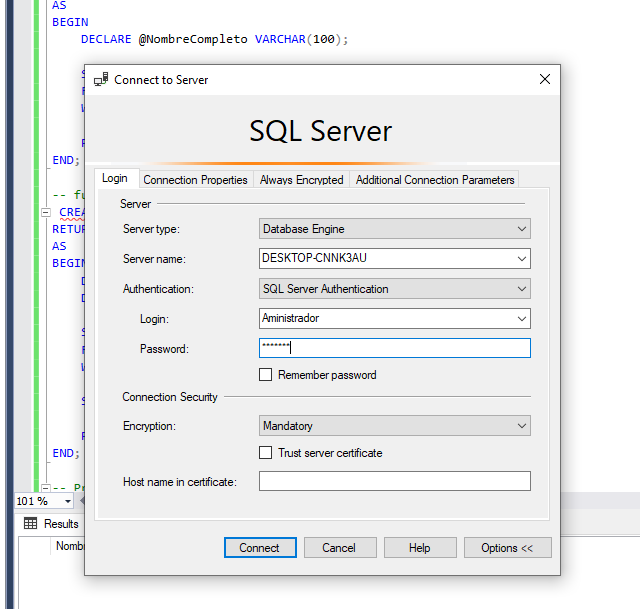 AS
BEGIN
DECLARE @NombreCompleto VARCHAR(100);
Connect to Server
SQL Server
END;
Login Connection Properties Always Encrypted Additional Connection Parameters
Server
Server type: Database Engine
RETUR
AS
Server name: DESKTOP-CNNK3AU
BEGIN
Authentication: SQL Server Authentication
Login: Aministrador
Password: *******
Remember password
Connection Security
Encryption: Mandatory
END;
Trust server certificate
Host name in certificate:
-- Pr
101 %
Results
Nombr
Connect Cancel Help Options <<